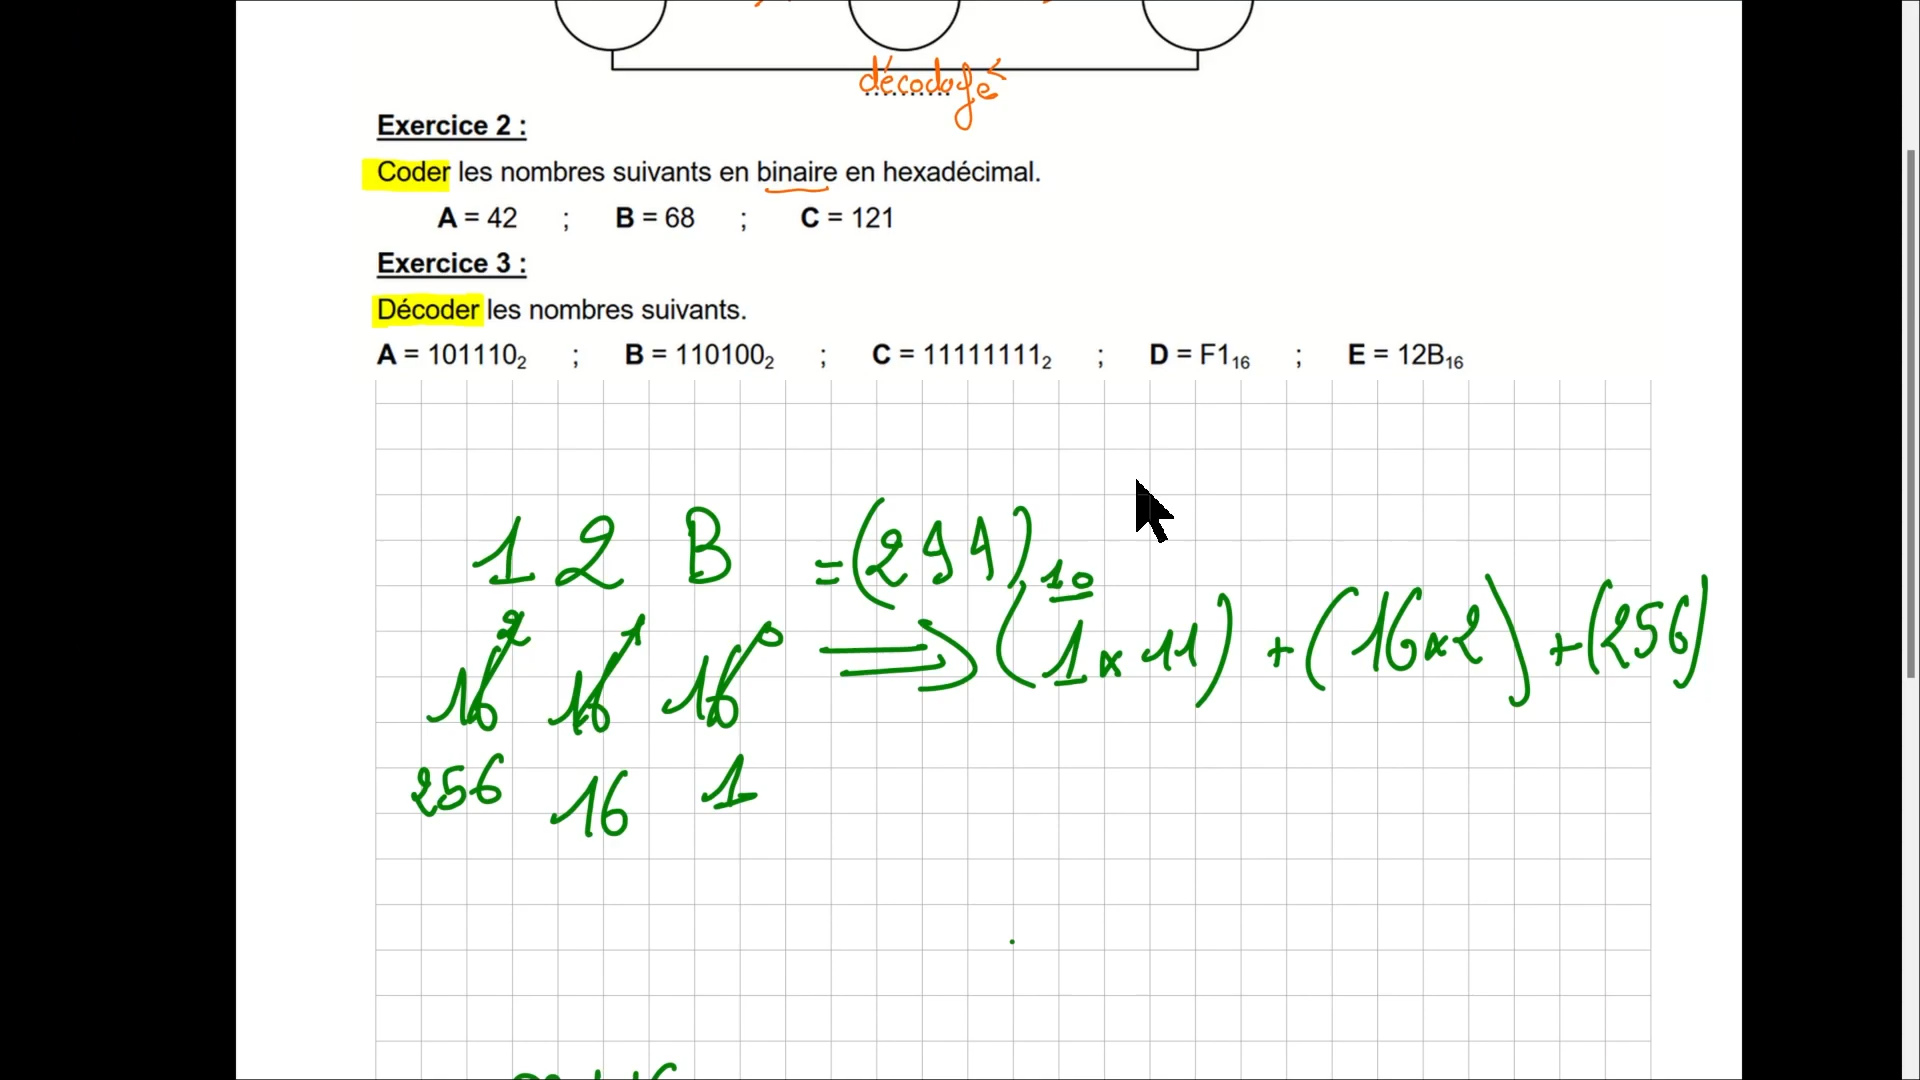 décodage
Exercice 2 :
Coder les nombres suivants en binaire en hexadécimal.
A = 42 ; B = 68 ; C = 121
Exercice 3 :
Décoder les nombres suivants.
A = 101110₂ ; B = 110100₂ ; C = 11111111₂ ; D = F1₁₆ ; E = 12B₁₆
1 2 B = (299)₁₀
16² 16¹ 16⁰ ⇒ (1 x 11) + (16x2) + (256)
256 16 1